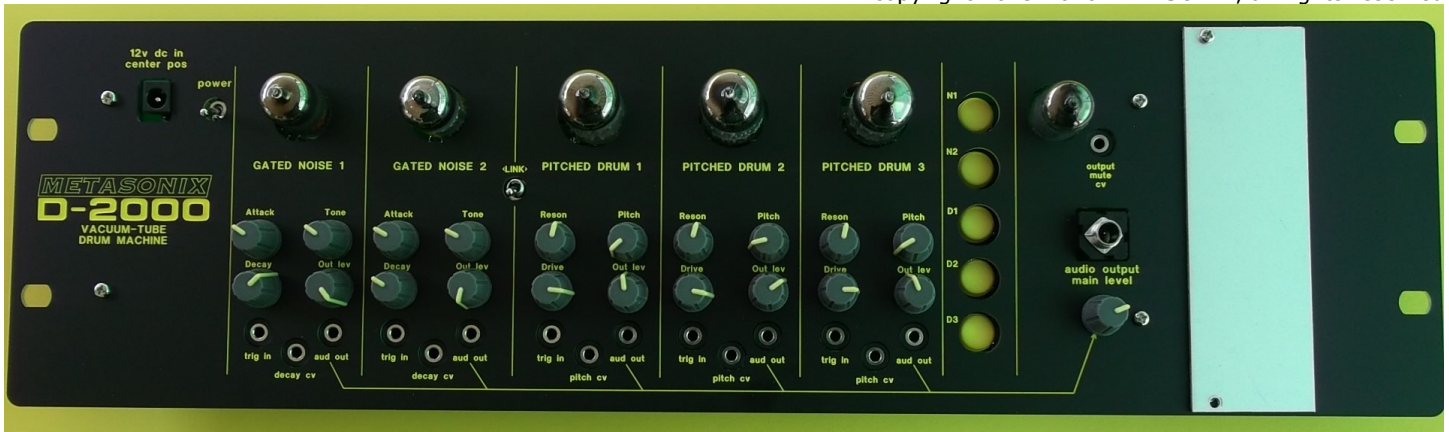 12v dc in
center pos
power
METASONIX
D-2000
VACUUM-TUBE
DRUM MACHINE
GATED NOISE 1
Attack Tone
Decay Out lev
trig in aud out
decay cv
GATED NOISE 2
Attack Tone
Decay Out lev
trig in aud out
decay cv
‹LINK›
PITCHED DRUM 1
Reson Pitch
Drive Out lev
trig in aud out
pitch cv
PITCHED DRUM 2
Reson Pitch
Drive Out lev
trig in aud out
pitch cv
PITCHED DRUM 3
Reson Pitch
Drive Out lev
trig in aud out
pitch cv
N1
N2
D1
D2
D3
output
mute
cv
audio output
main level